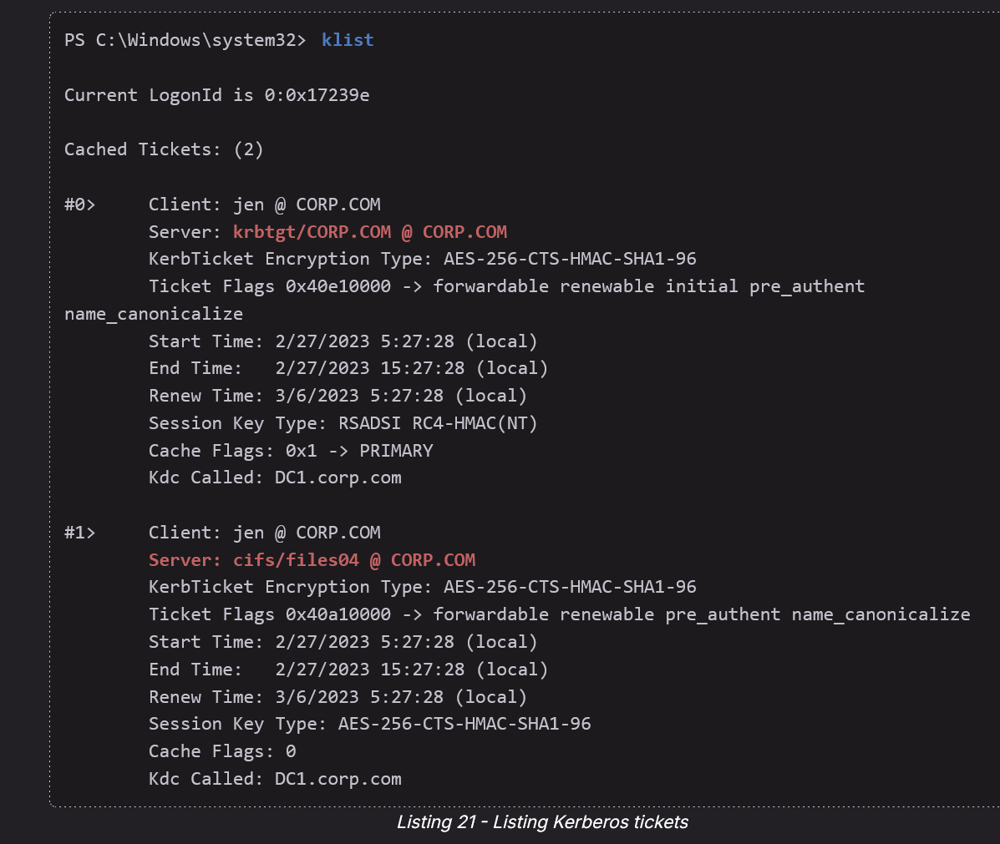 PS C:\Windows\system32> klist
Current LogonId is 0:0x17239e
Cached Tickets: (2)
#0>     Client: jen @ CORP.COM
        Server: krbtgt/CORP.COM @ CORP.COM
        KerbTicket Encryption Type: AES-256-CTS-HMAC-SHA1-96
        Ticket Flags 0x40e10000 -> forwardable renewable initial pre_authent
name_canonicalize
        Start Time: 2/27/2023 5:27:28 (local)
        End Time:   2/27/2023 15:27:28 (local)
        Renew Time: 3/6/2023 5:27:28 (local)
        Session Key Type: RSADSI RC4-HMAC(NT)
        Cache Flags: 0x1 -> PRIMARY
        Kdc Called: DC1.corp.com
#1>     Client: jen @ CORP.COM
        Server: cifs/files04 @ CORP.COM
        KerbTicket Encryption Type: AES-256-CTS-HMAC-SHA1-96
        Ticket Flags 0x40a10000 -> forwardable renewable pre_authent name_canonicalize
        Start Time: 2/27/2023 5:27:28 (local)
        End Time:   2/27/2023 15:27:28 (local)
        Renew Time: 3/6/2023 5:27:28 (local)
        Session Key Type: AES-256-CTS-HMAC-SHA1-96
        Cache Flags: 0
        Kdc Called: DC1.corp.com
Listing 21 - Listing Kerberos tickets